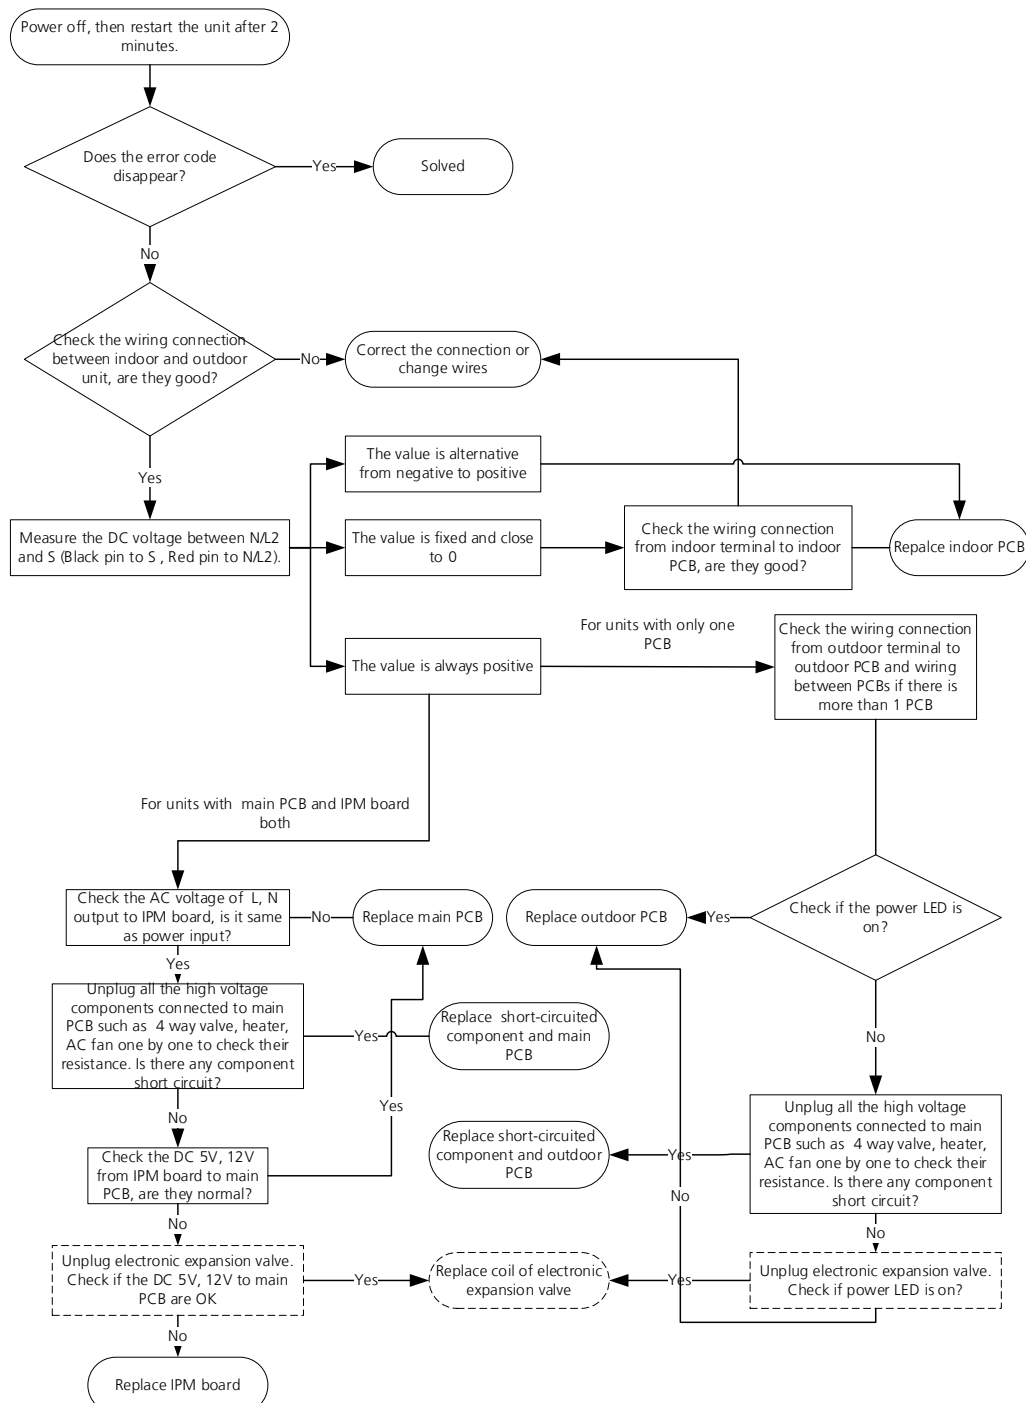 Power off, then restart the unit after 2
minutes.
Does the error code
disappear?
Yes
Solved
No
Check the wiring connection
between indoor and outdoor
unit, are they good?
No
Correct the connection or
change wires
Yes
The value is alternative
from negative to positive
Measure the DC voltage between N/L2
and S (Black pin to S , Red pin to N/L2).
The value is fixed and close
to 0
Check the wiring connection
from indoor terminal to indoor
PCB, are they good?
Repalce indoor PCB
The value is always positive
For units with only one
PCB
Check the wiring connection
from outdoor terminal to
outdoor PCB and wiring
between PCBs if there is
more than 1 PCB
For units with  main PCB and IPM board
both
Check the AC voltage of  L, N
output to IPM board, is it same
as power input?
No
Replace main PCB
Replace outdoor PCB
Yes
Check if the power LED is
on?
Yes
Unplug all the high voltage
components connected to main
PCB such as  4 way valve, heater,
AC fan one by one to check their
resistance. Is there any component
short circuit?
Yes
Replace  short-circuited
component and main
PCB
No
No
Yes
Check the DC 5V, 12V
from IPM board to main
PCB, are they normal?
Replace short-circuited
component and outdoor
PCB
Yes
Unplug all the high voltage
components connected to main
PCB such as  4 way valve, heater,
AC fan one by one to check their
resistance. Is there any component
short circuit?
No
No
No
Unplug electronic expansion valve.
Check if the DC 5V, 12V to main
PCB are OK
Yes
Replace coil of electronic
expansion valve
Yes
Unplug electronic expansion valve.
Check if power LED is on?
No
Replace IPM board